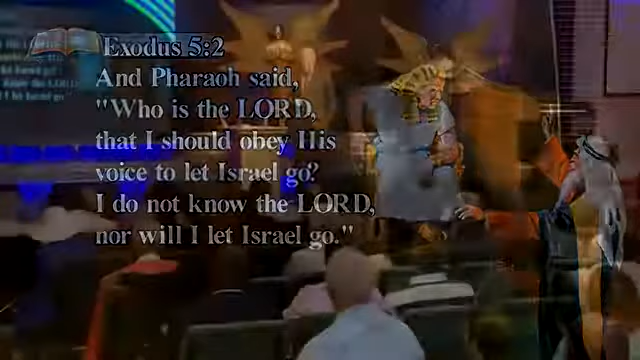 Exodus 5:2
And Pharaoh said,
"Who is the LORD,
that I should obey His
voice to let Israel go?
I do not know the LORD,
nor will I let Israel go."